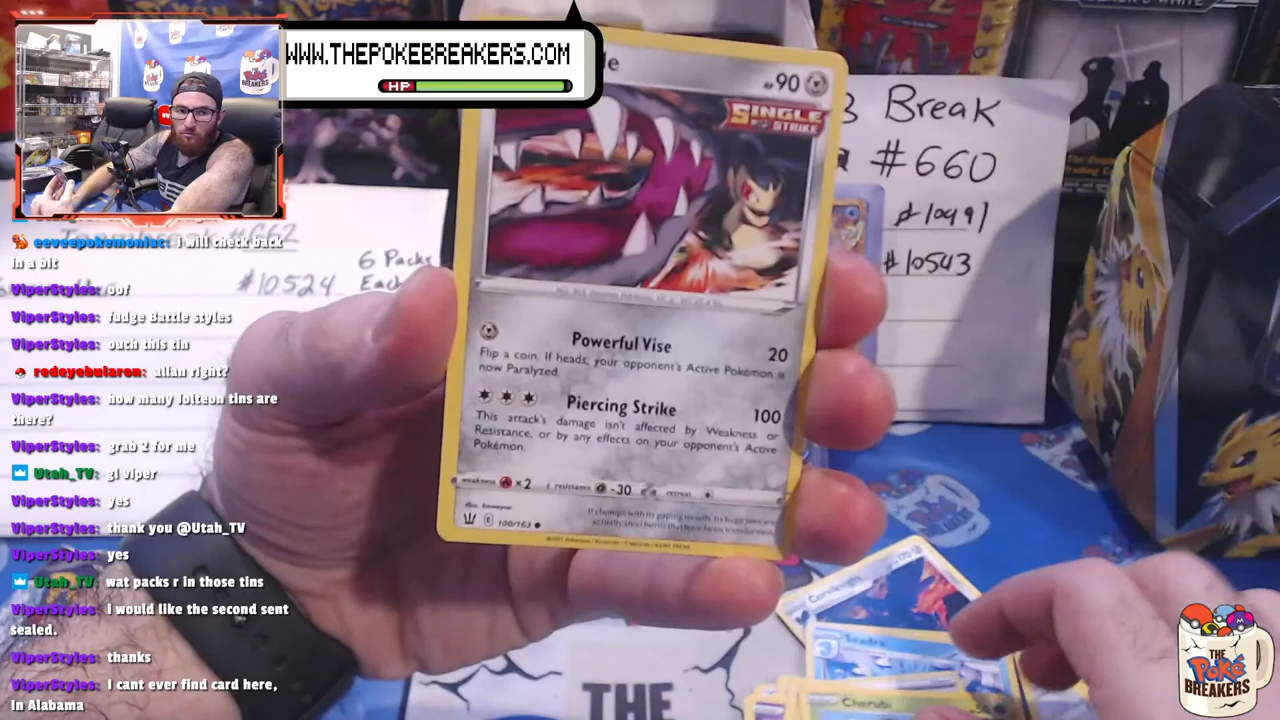 WWW.THEPOKEBREAKERS.COM
HP
90
SINGLE
STRIKE
Powerful Vise 20
Flip a coin. If heads, your opponent's Active Pokémon is
now Paralyzed.
Piercing Strike 100
This attack's damage isn't affected by Weakness or
Resistance, or by any effects on your opponent's Active
Pokémon.
weakness ×2 resistance -30 retreat
E 100/163
Break
#660
#10491
#10543
#662
6 Packs
#10524
eeveepokemoniac: I will check back
in a bit
ViperStyles: oof
ViperStyles: fudge Battle styles
ViperStyles: ouch this tin
redeyebularon: allan right?
ViperStyles: how many Jolteon tins are
there?
ViperStyles: grab 2 for me
Utah_TV: gl viper
ViperStyles: yes
ViperStyles: thank you @Utah_TV
ViperStyles: yes
Utah_TV: wat packs r in those tins
ViperStyles: I would like the second sent
sealed.
ViperStyles: thanks
ViperStyles: I cant ever find card here,
In Alabama
Seadra
Cherubi
THE
THE
Poké
BREAKERS